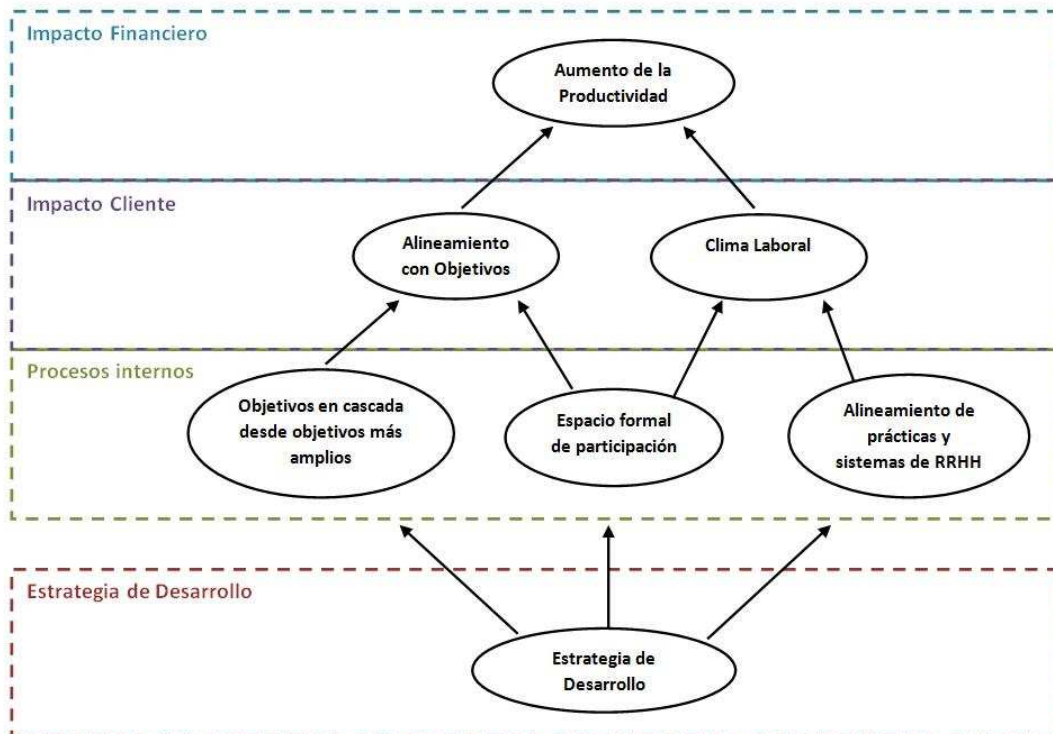 Impacto Financiero
Aumento de la
Productividad
Impacto Cliente
Alineamiento
con Objetivos
Clima Laboral
Procesos internos
Objetivos en cascada
desde objetivos más
amplios
Espacio formal
de participación
Alineamiento de
prácticas y
sistemas de RRHH
Estrategia de Desarrollo
Estrategia de
Desarrollo